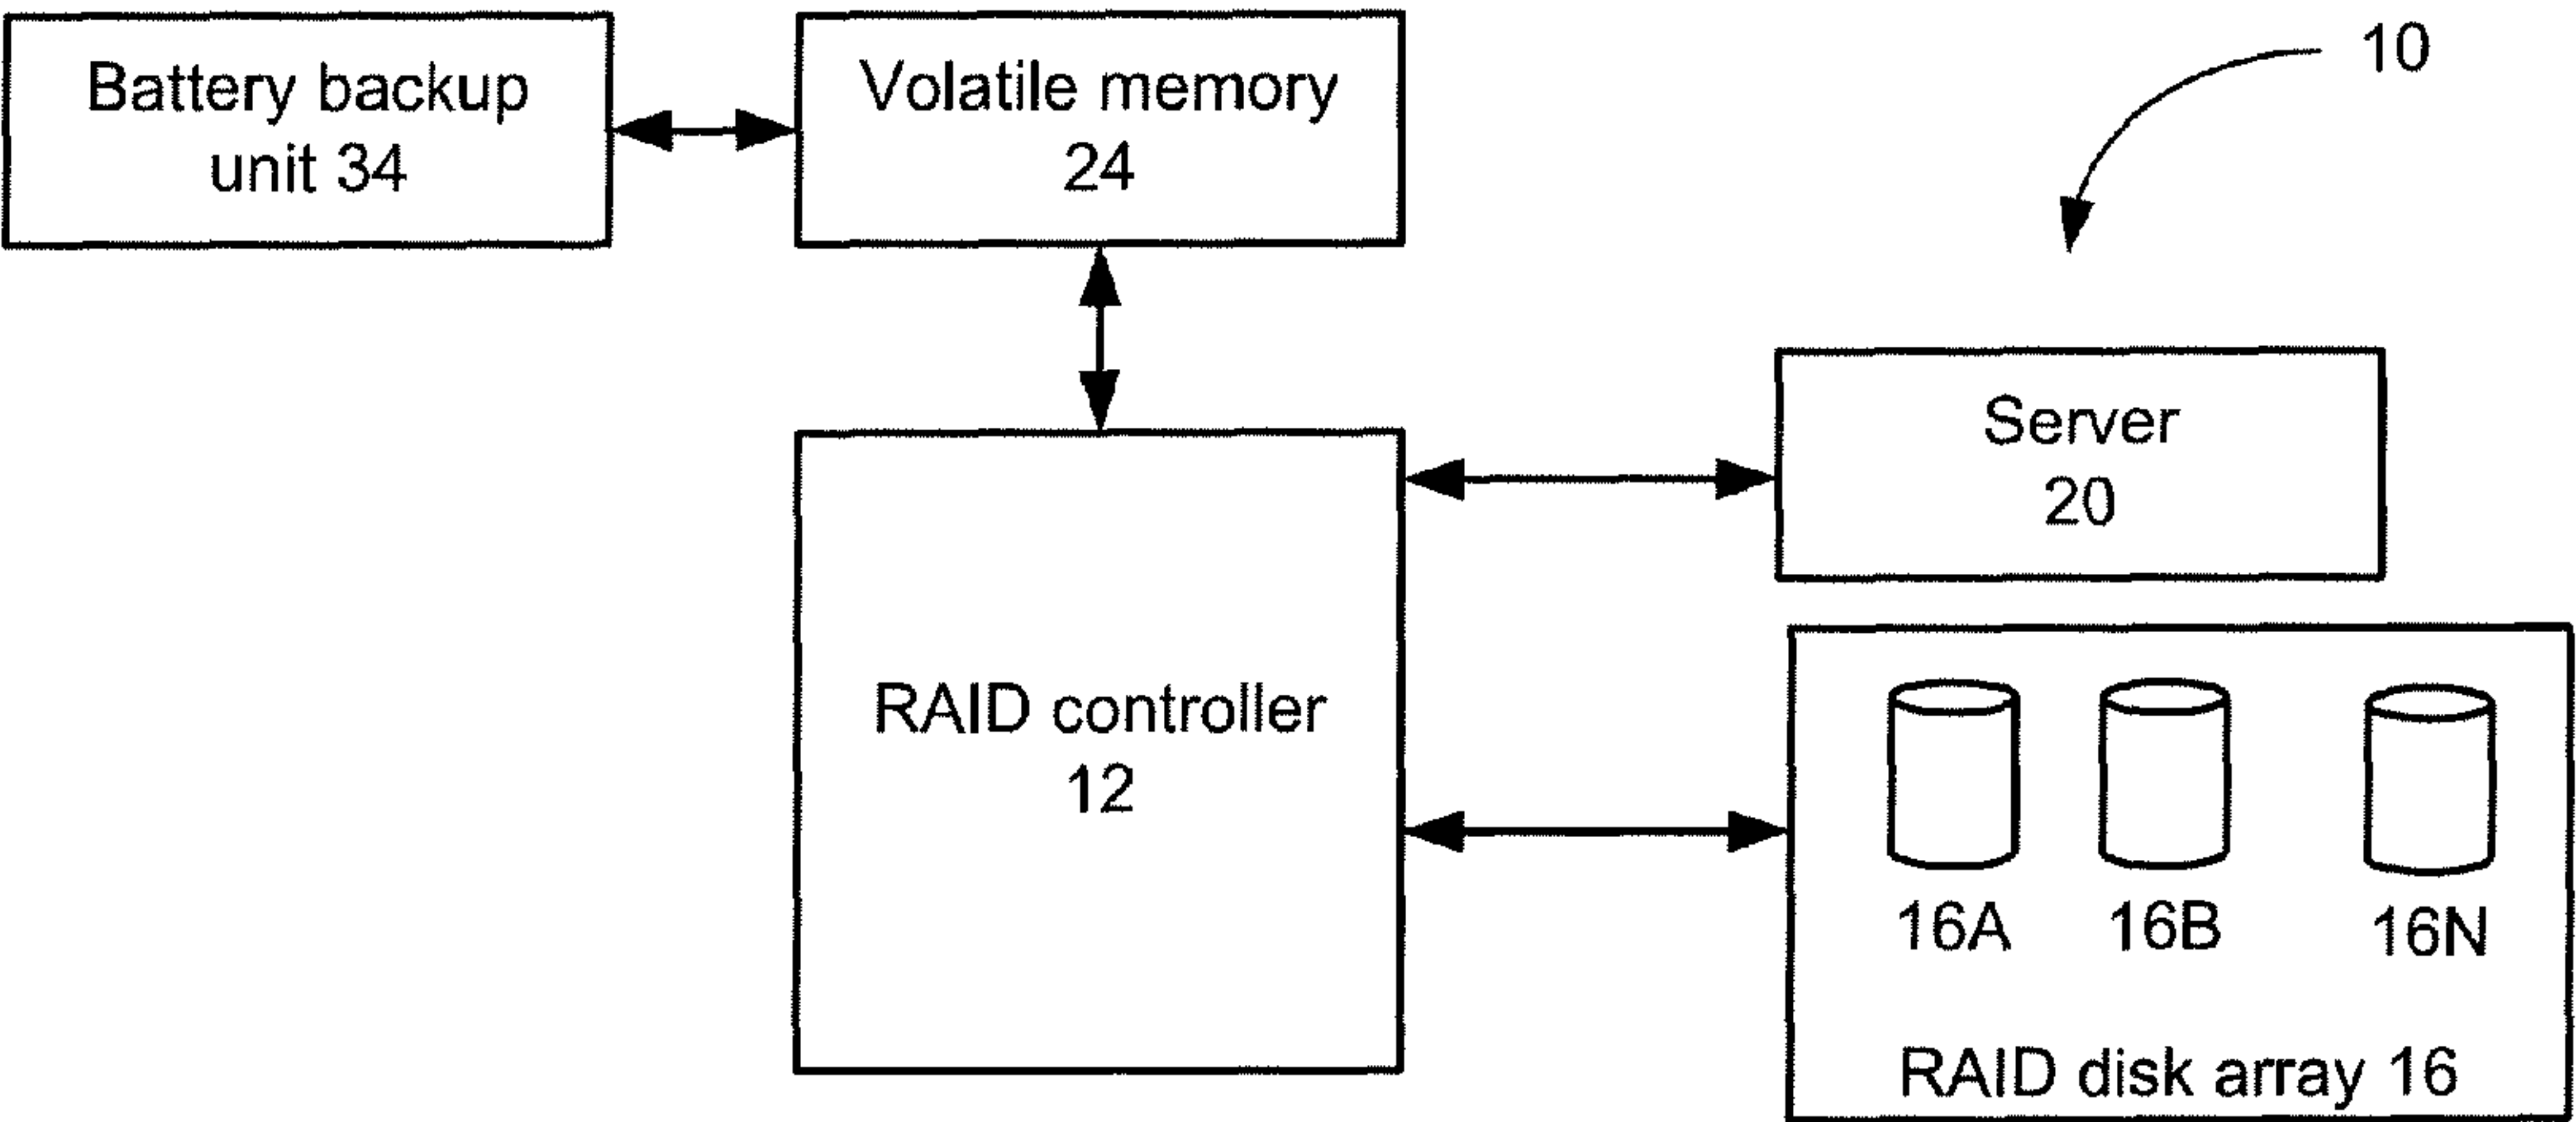 Battery backup
unit 34
Volatile memory
24
10
Server
20
RAID controller
12
16A
16B
16N
RAID disk array 16